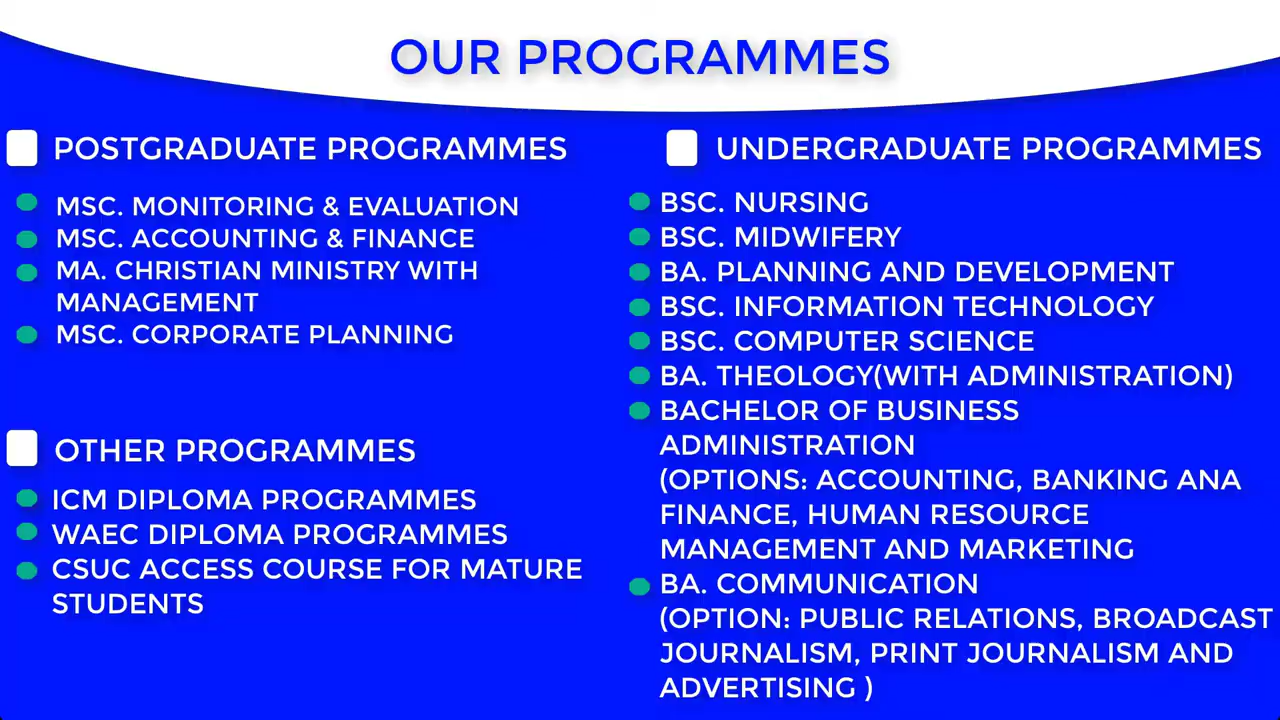 OUR PROGRAMMES
POSTGRADUATE PROGRAMMES
MSC. MONITORING & EVALUATION
MSC. ACCOUNTING & FINANCE
MA. CHRISTIAN MINISTRY WITH
MANAGEMENT
MSC. CORPORATE PLANNING
OTHER PROGRAMMES
ICM DIPLOMA PROGRAMMES
WAEC DIPLOMA PROGRAMMES
CSUC ACCESS COURSE FOR MATURE
STUDENTS
UNDERGRADUATE PROGRAMMES
BSC. NURSING
BSC. MIDWIFERY
BA. PLANNING AND DEVELOPMENT
BSC. INFORMATION TECHNOLOGY
BSC. COMPUTER SCIENCE
BA. THEOLOGY(WITH ADMINISTRATION)
BACHELOR OF BUSINESS
ADMINISTRATION
(OPTIONS: ACCOUNTING, BANKING ANA
FINANCE, HUMAN RESOURCE
MANAGEMENT AND MARKETING
BA. COMMUNICATION
(OPTION: PUBLIC RELATIONS, BROADCAST
JOURNALISM, PRINT JOURNALISM AND
ADVERTISING )